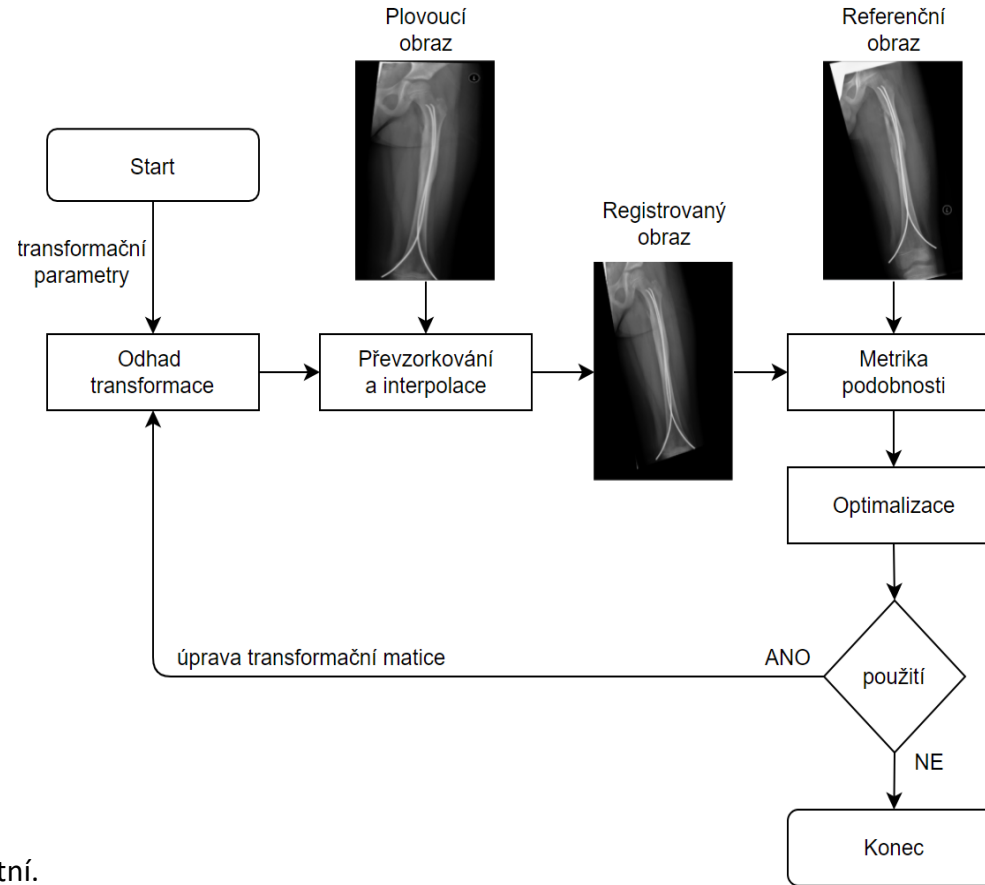 Plovoucí
obraz
Referenční
obraz
Start
Registrovaný
obraz
transformační
parametry
Odhad
transformace
Převzorkování
a interpolace
Metrika
podobnosti
Optimalizace
úprava transformační matice
ANO
použití
NE
Konec
tní.